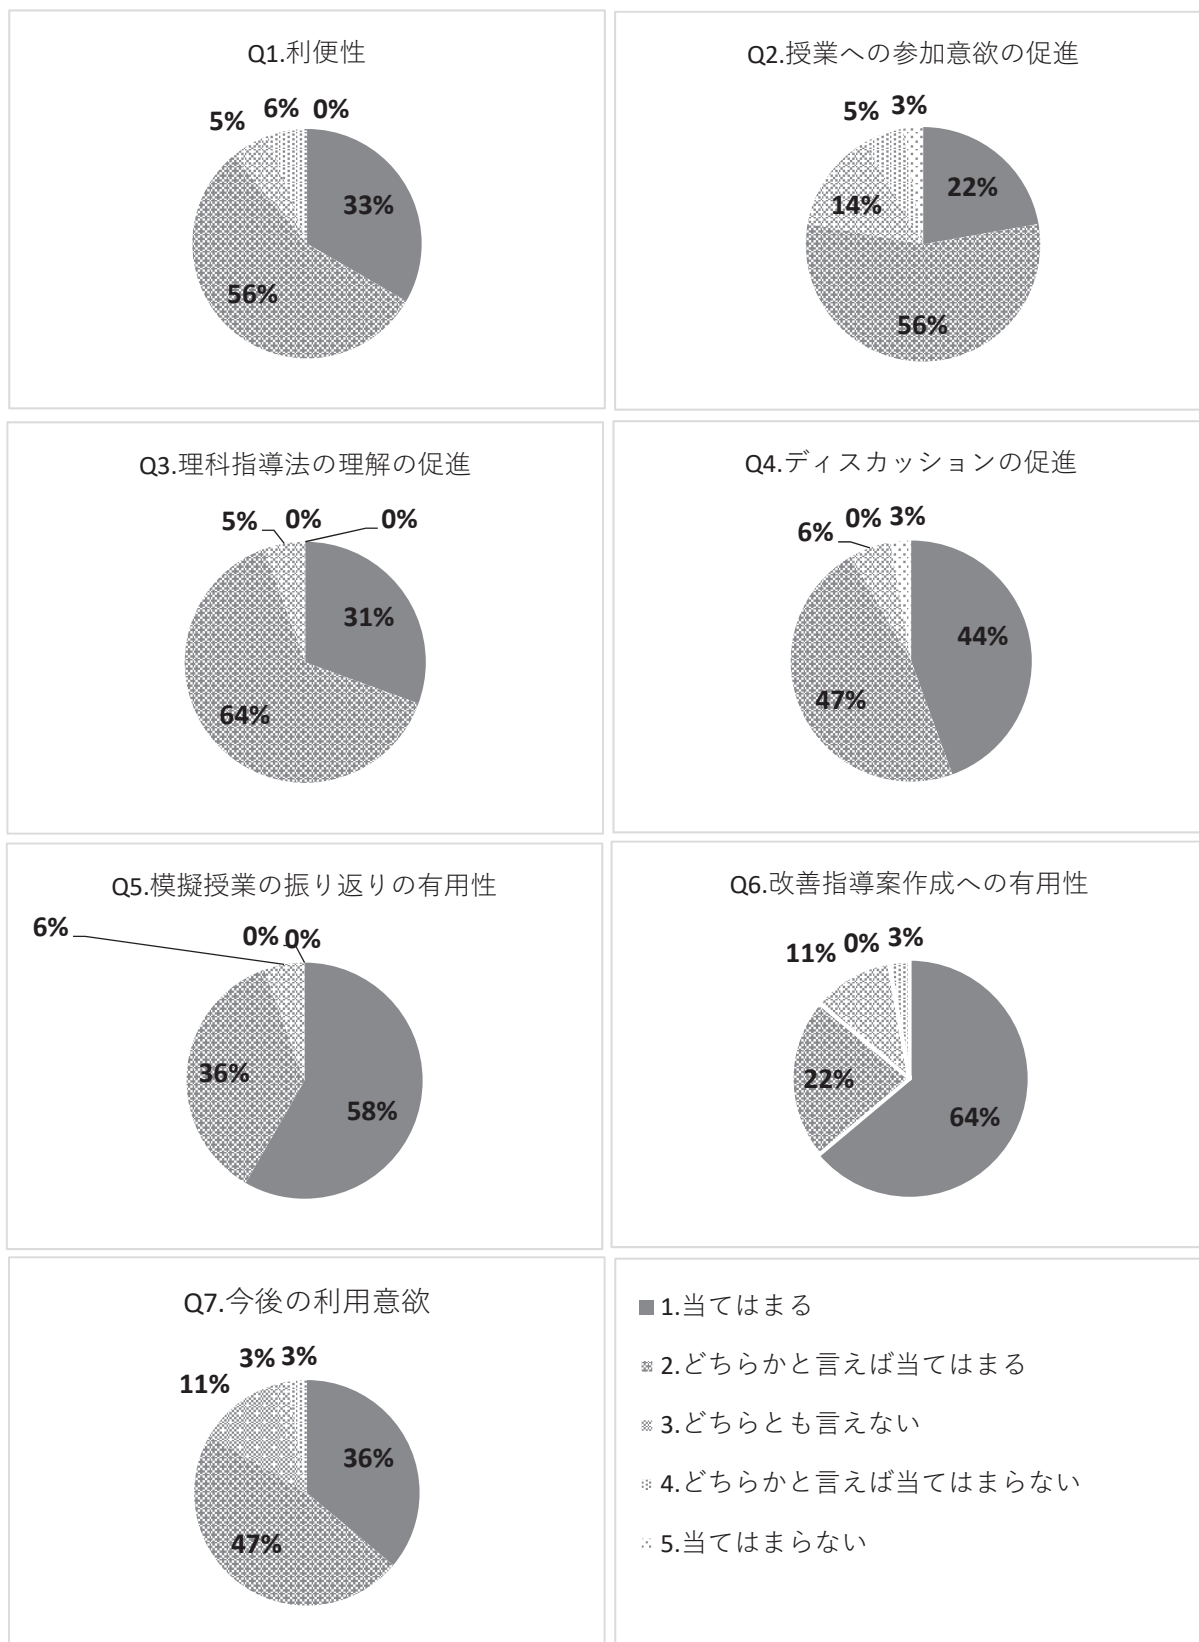 Q1.利便性
5% 6% 0%
33%
56%
Q2.授業への参加意欲の促進
5% 3%
22%
14%
56%
Q3.理科指導法の理解の促進
5% 0% 0%
31%
64%
Q4.ディスカッションの促進
6% 0% 3%
44%
47%
Q5.模擬授業の振り返りの有用性
6% 0% 0%
36%
58%
Q6.改善指導案作成への有用性
11% 0% 3%
22%
64%
Q7.今後の利用意欲
11% 3% 3%
36%
47%
1.当てはまる
2.どちらかと言えば当てはまる
3.どちらとも言えない
4.どちらかと言えば当てはまらない
5.当てはまらない